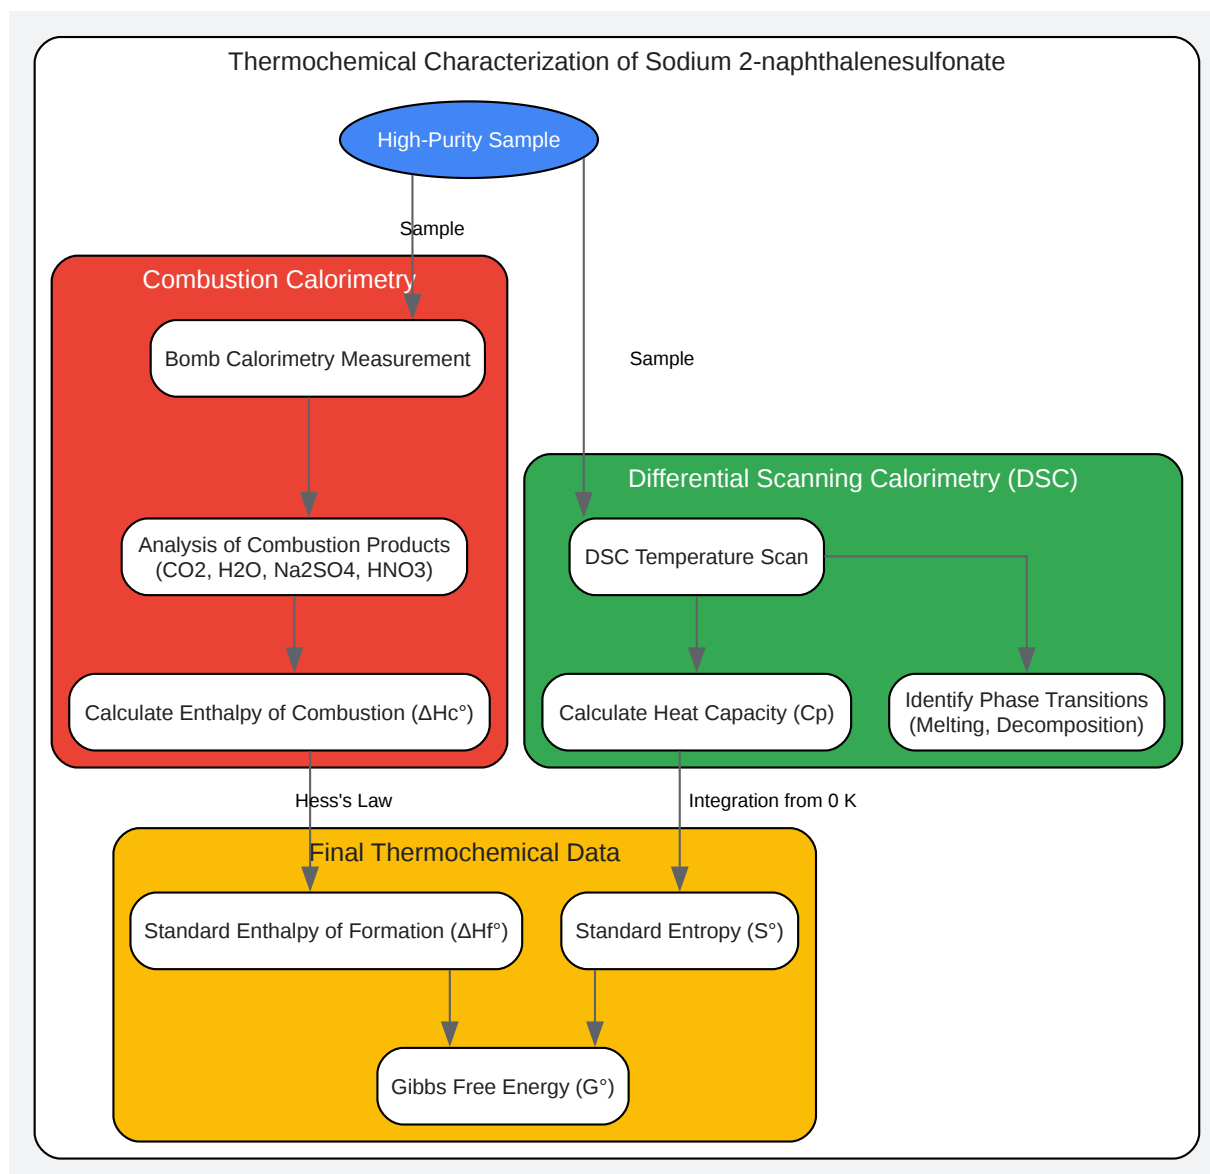 Thermochemical Characterization of Sodium 2-naphthalenesulfonate
High-Purity Sample
Sample
Combustion Calorimetry
Bomb Calorimetry Measurement
Sample
Differential Scanning Calorimetry (DSC)
Analysis of Combustion Products
(CO2, H2O, Na2SO4, HNO3)
DSC Temperature Scan
Calculate Enthalpy of Combustion (ΔHc°)
Calculate Heat Capacity (Cp)
Identify Phase Transitions
(Melting, Decomposition)
Hess's Law
Integration from 0 K
Final Thermochemical Data
Standard Enthalpy of Formation (ΔHf°)
Standard Entropy (S°)
Gibbs Free Energy (G°)